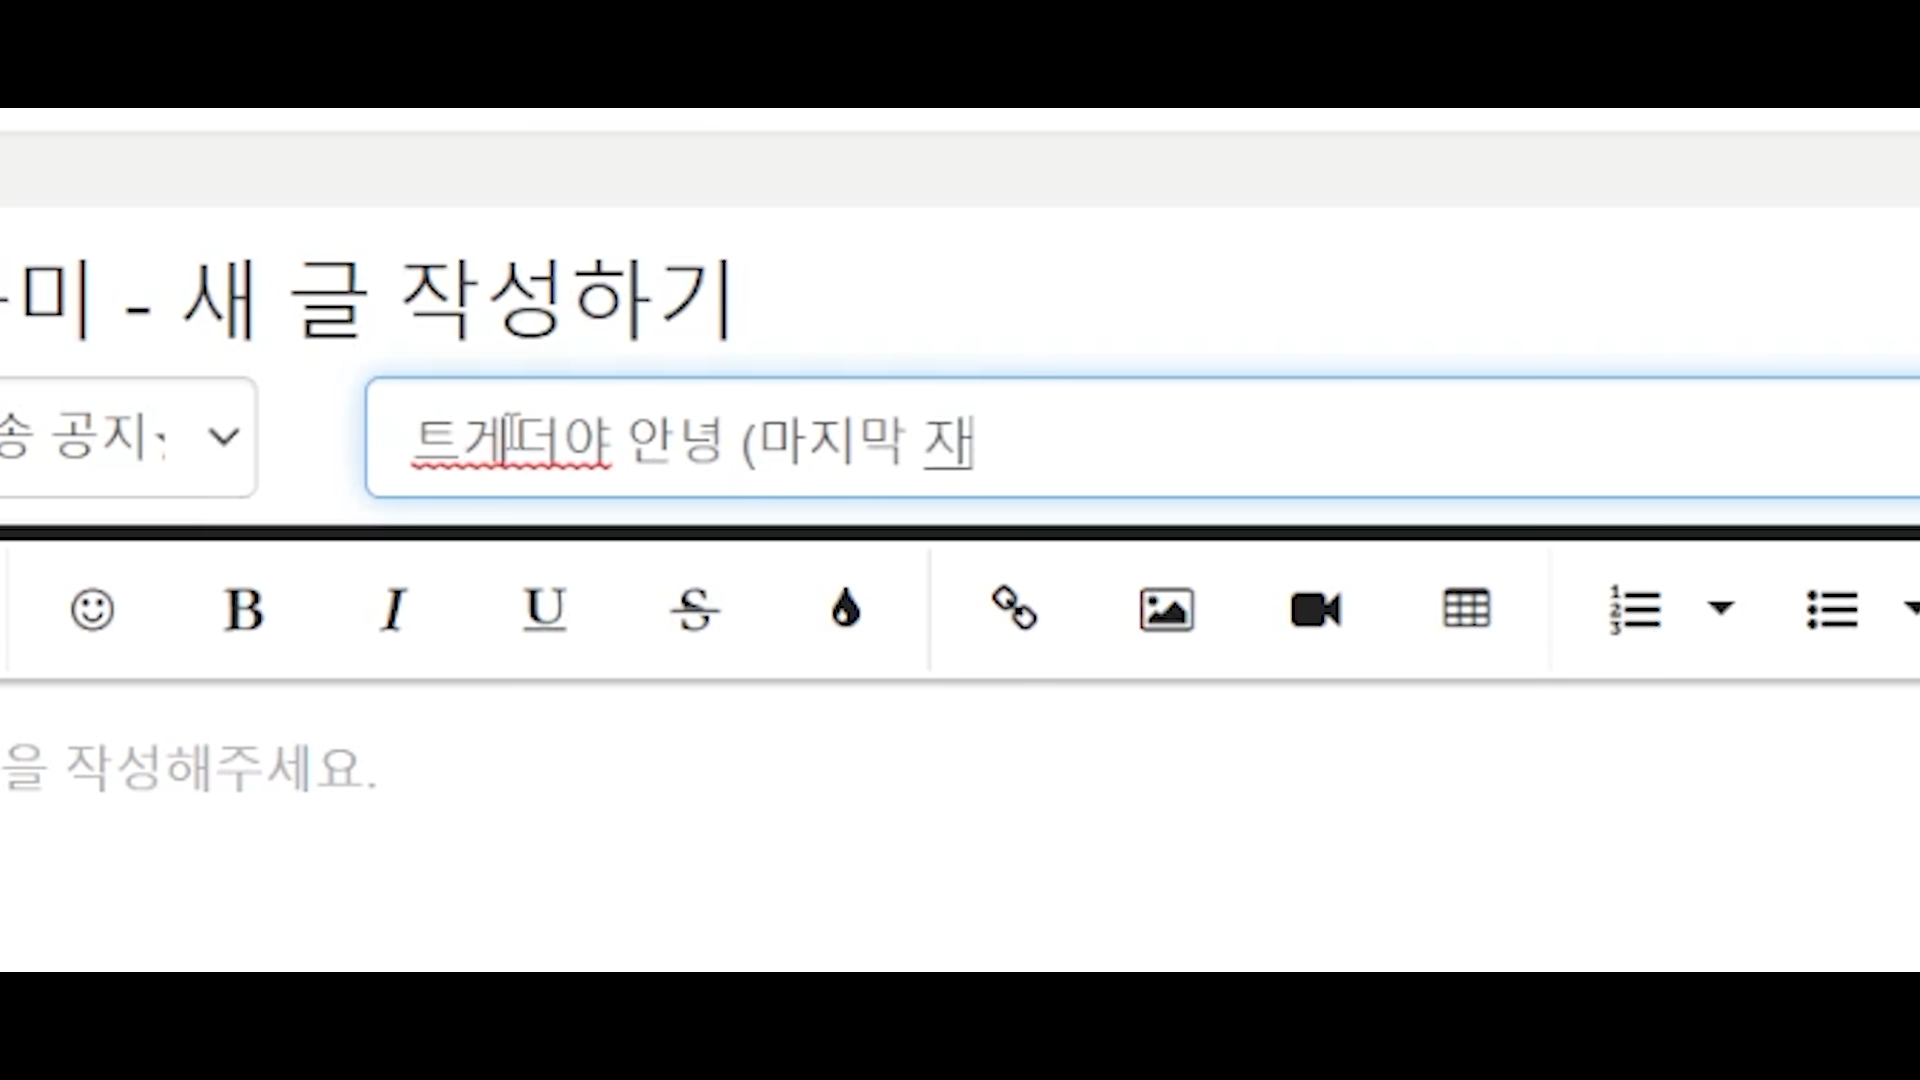 미 - 새 글 작성하기
송 공지
트게더야 안녕 (마지막 재
B I U S
을 작성해주세요.